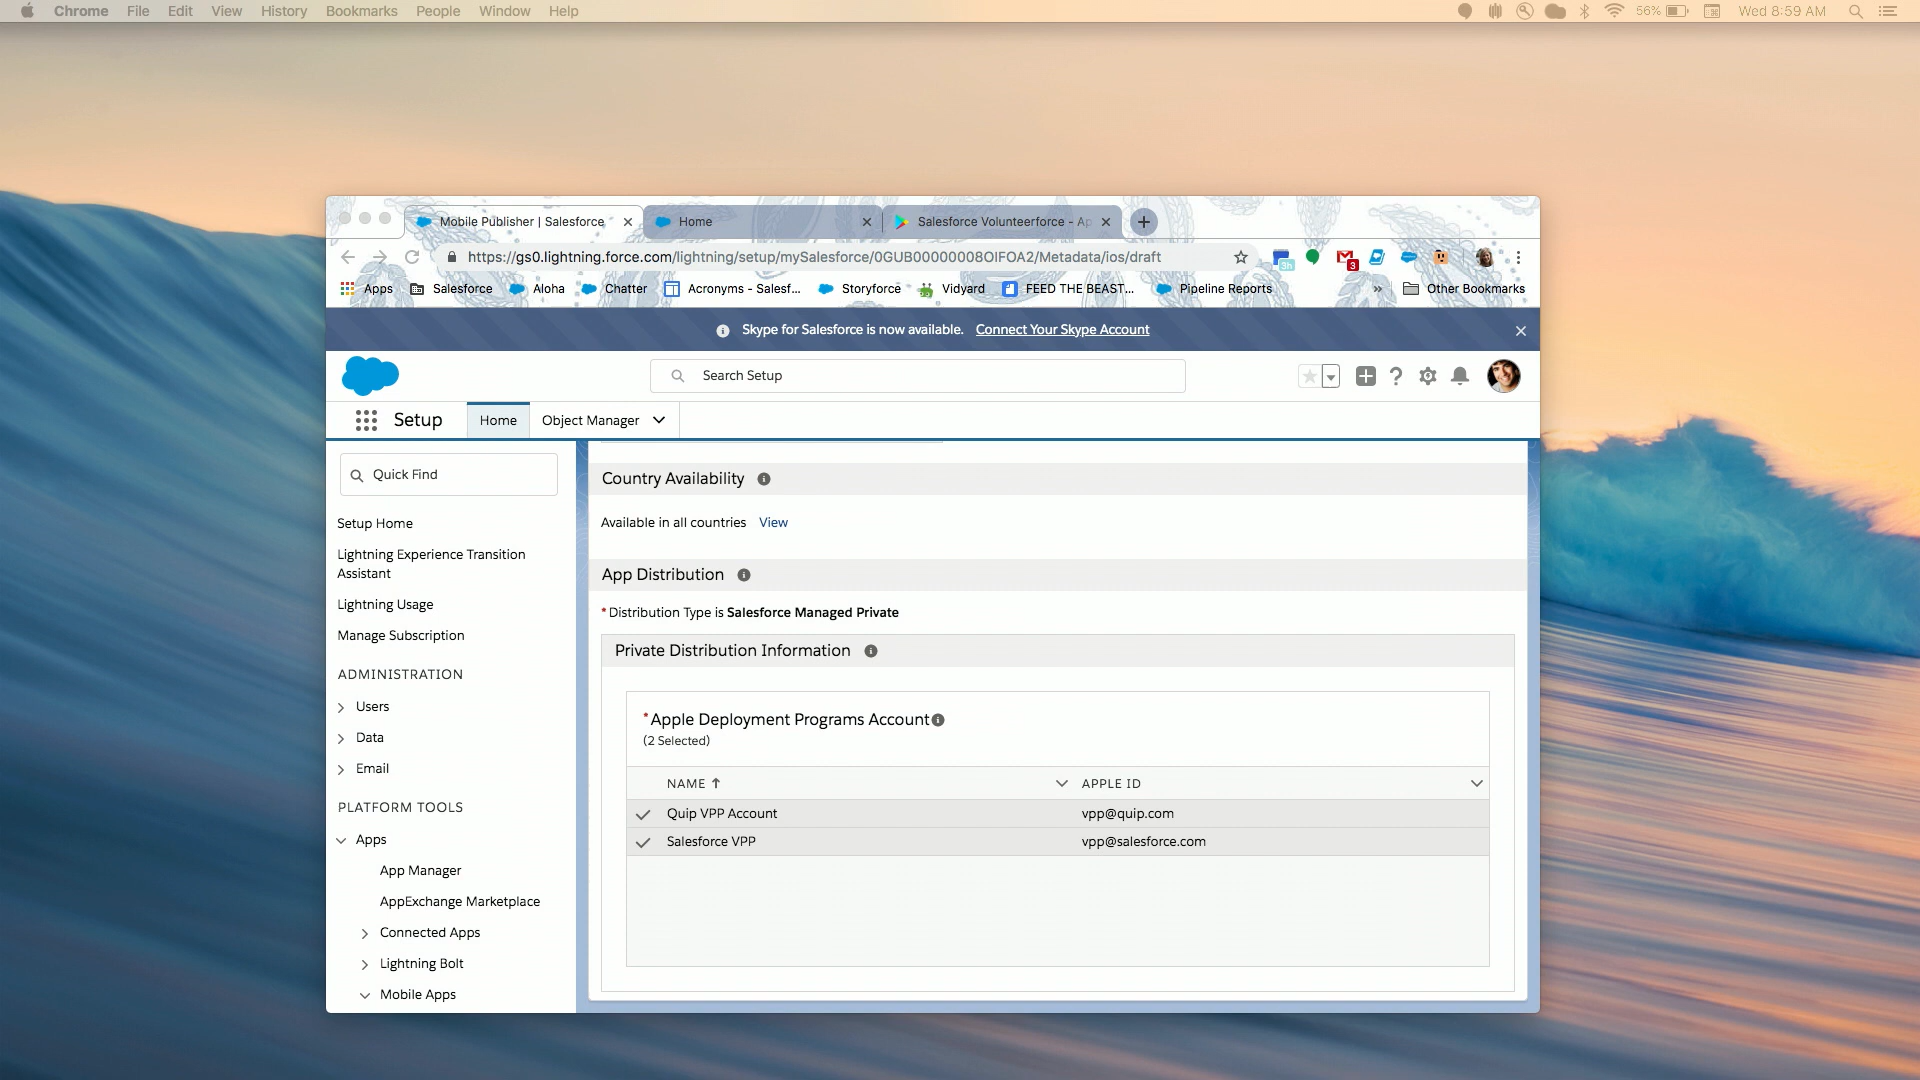 Chrome File Edit View History Bookmarks People Window Help
56% Wed 8:59 AM
Mobile Publisher | Salesforce
Home
Salesforce Volunteerforce - Ap
https://gs0.lightning.force.com/lightning/setup/mySalesforce/0GUB00000008OIFOA2/Metadata/ios/draft
3h
3
Apps Salesforce Aloha Chatter Acronyms - Salesf... Storyforce Vidyard FEED THE BEAST... Pipeline Reports » Other Bookmarks
Skype for Salesforce is now available. Connect Your Skype Account
Search Setup
Setup Home Object Manager
Quick Find
Setup Home
Lightning Experience Transition
Assistant
Lightning Usage
Manage Subscription
ADMINISTRATION
Users
Data
Email
PLATFORM TOOLS
Apps
App Manager
AppExchange Marketplace
Connected Apps
Lightning Bolt
Mobile Apps
Country Availability
Available in all countries View
App Distribution
* Distribution Type is Salesforce Managed Private
Private Distribution Information
* Apple Deployment Programs Account
(2 Selected)
NAME ↑ APPLE ID
Quip VPP Account vpp@quip.com
Salesforce VPP vpp@salesforce.com